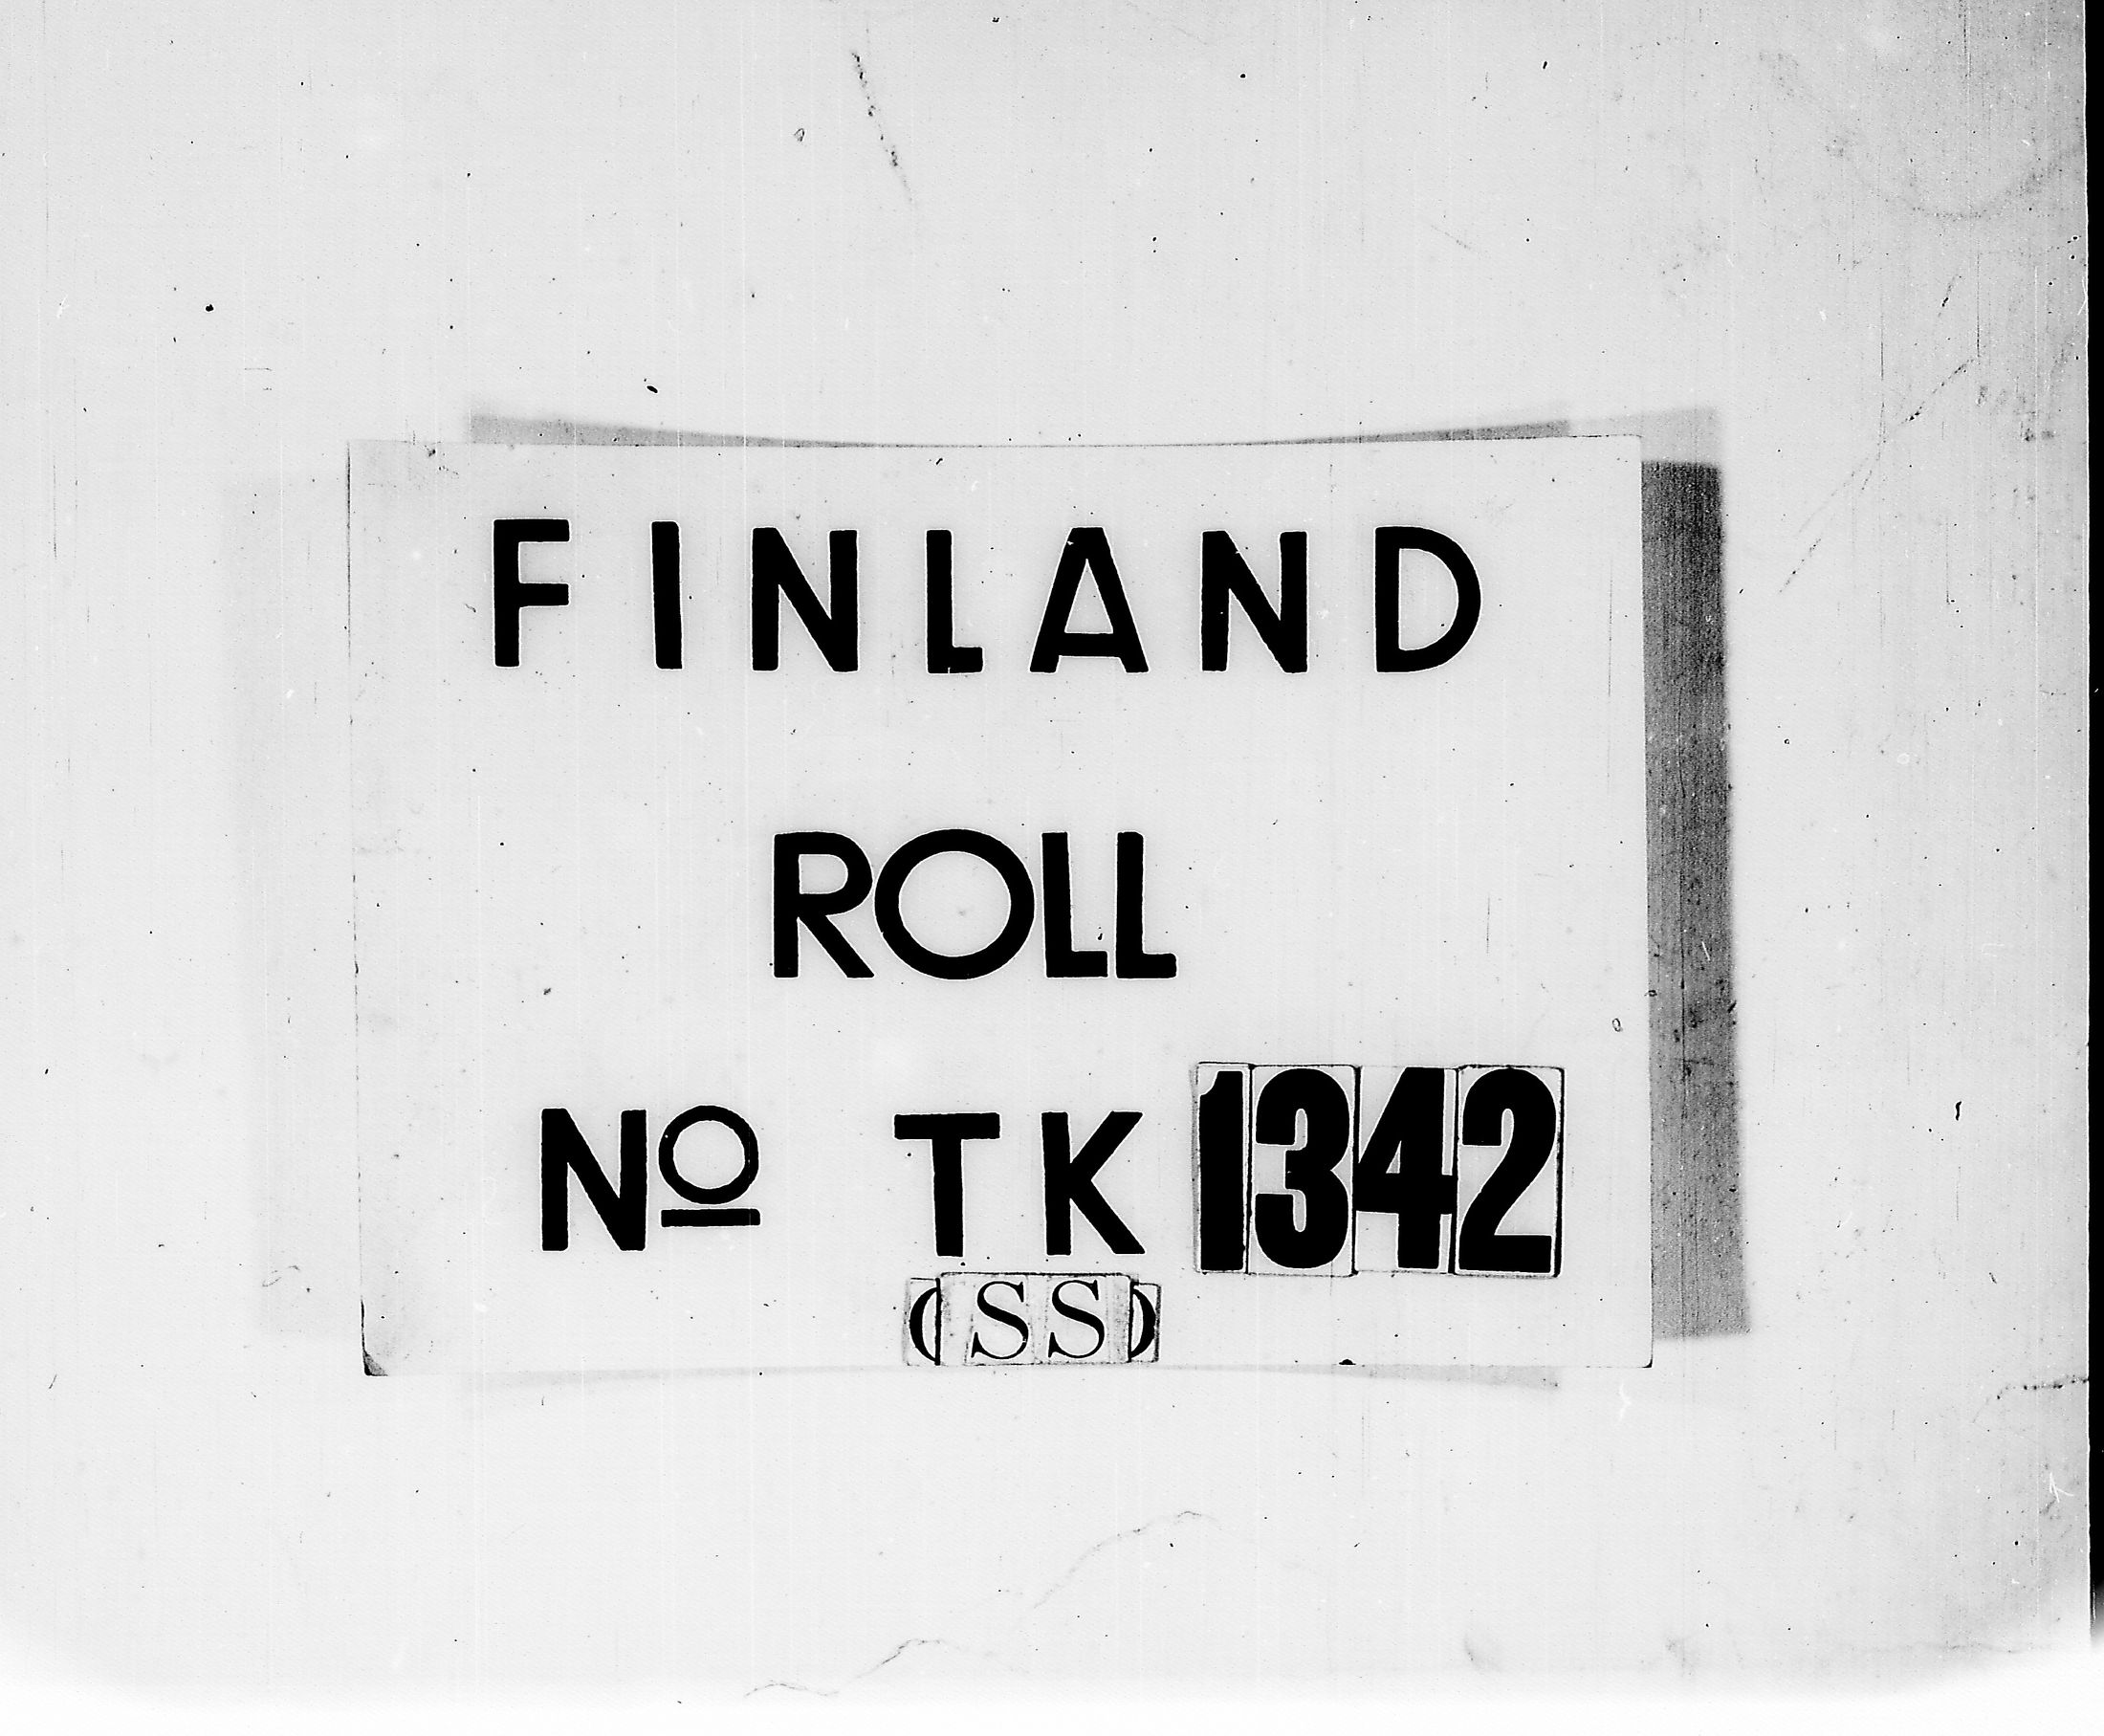 FINLAND
ROLL
Nº TK 1342
(SS)